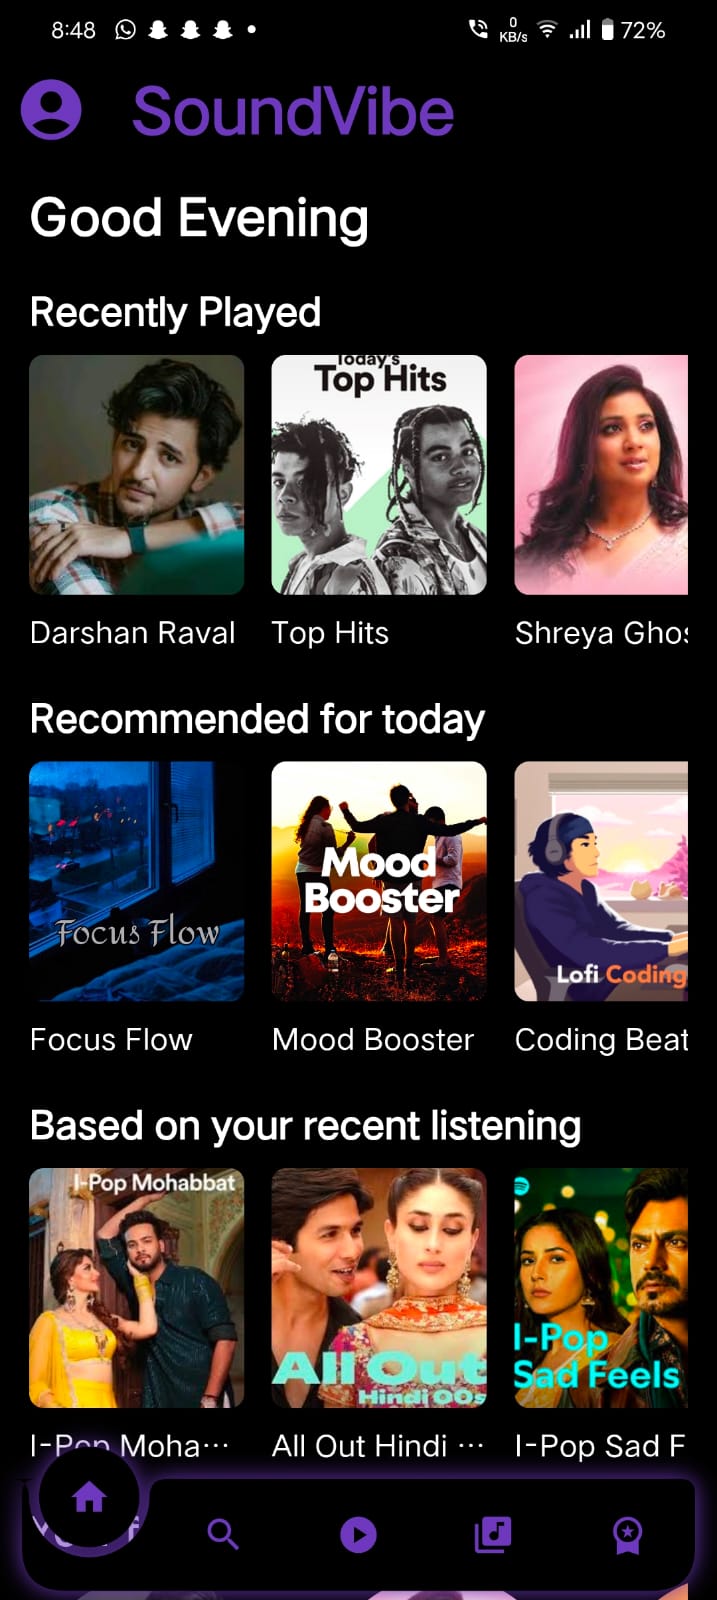 8:48
0
KB/s
72%
SoundVibe
Good Evening
Recently Played
Today's
Top Hits
Darshan Raval
Top Hits
Shreya Ghos
Recommended for today
Focus Flow
Mood
Booster
Lofi Coding
Focus Flow
Mood Booster
Coding Beat
Based on your recent listening
I-Pop Mohabbat
All Out
Hindi 00s
I-Pop
Sad Feels
I-Pop Moha···
All Out Hindi ···
I-Pop Sad F